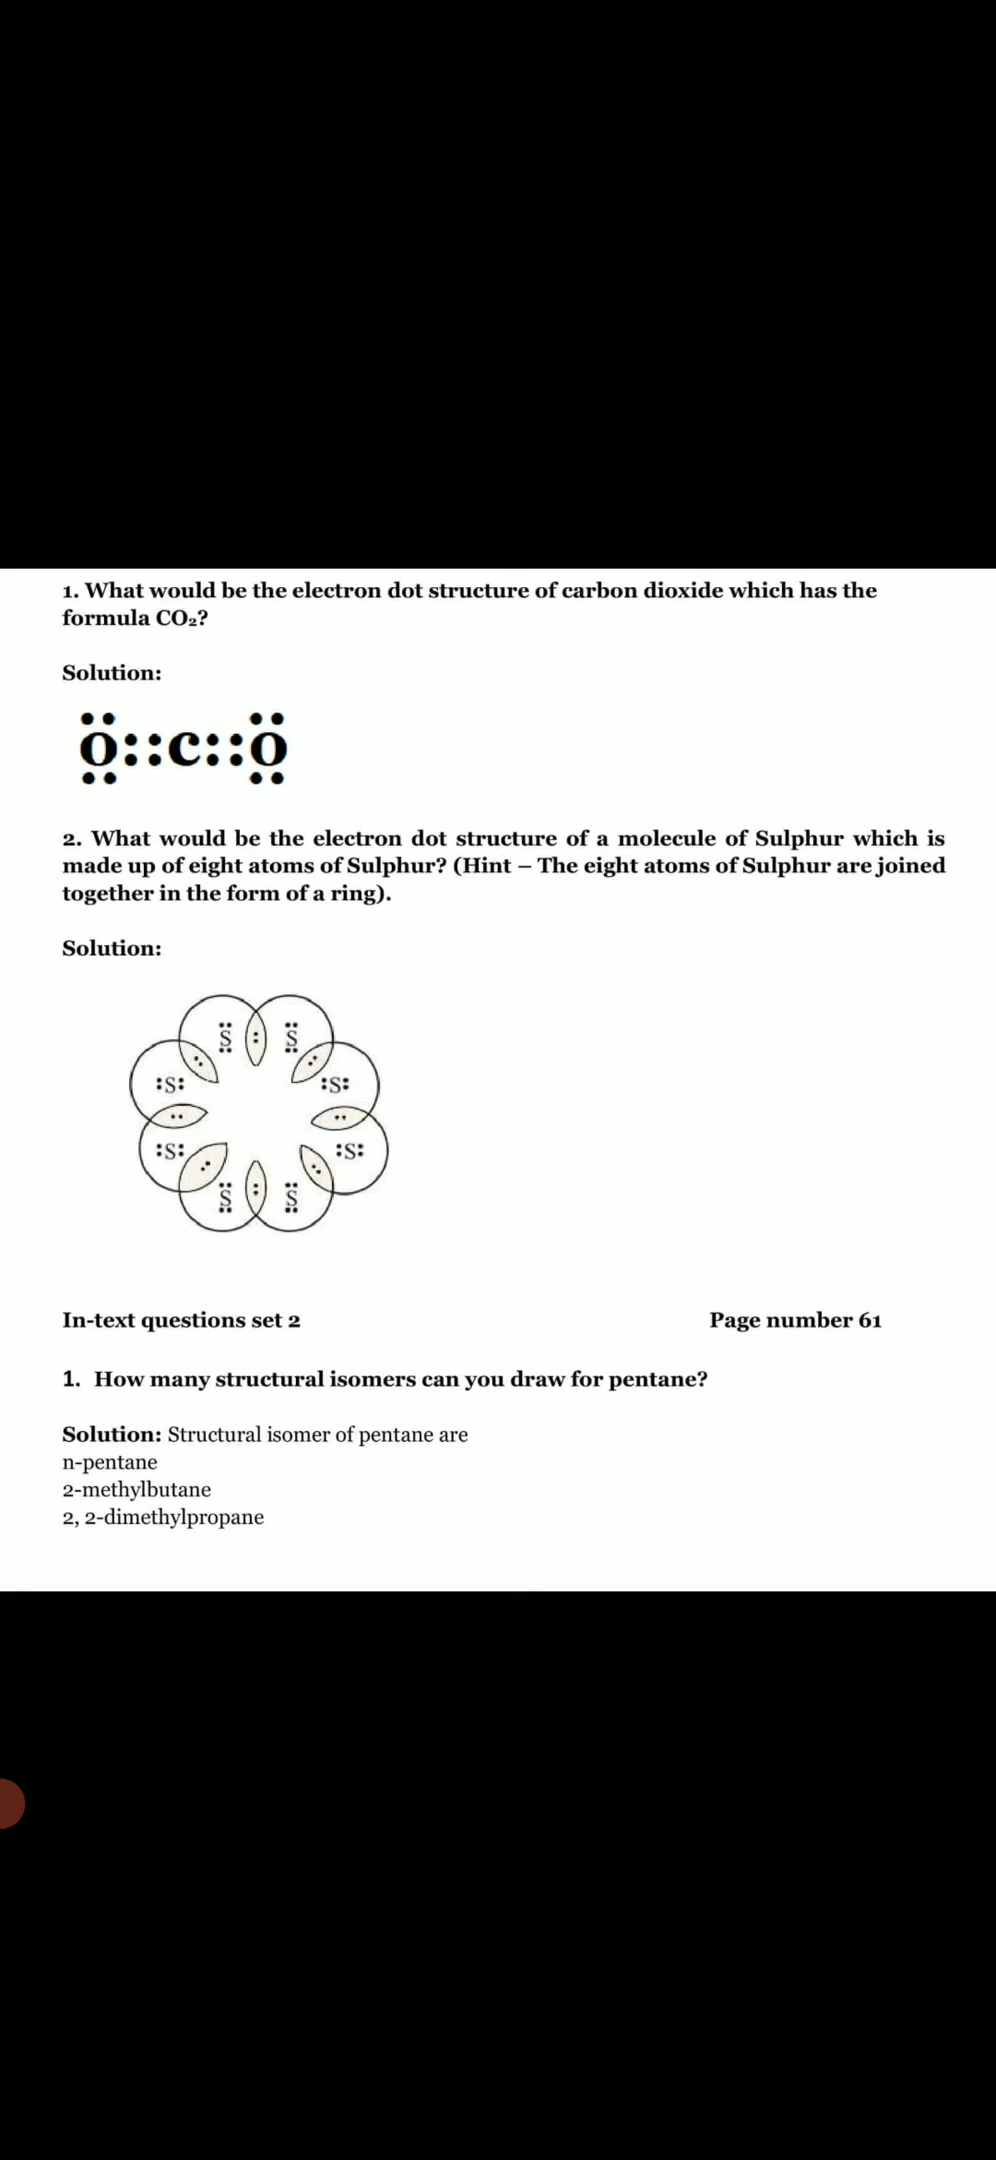 1. What would be the electron dot structure of carbon dioxide which has the
formula CO₂?
Solution:
Ö::C::Ö
2. What would be the electron dot structure of a molecule of Sulphur which is
made up of eight atoms of Sulphur? (Hint – The eight atoms of Sulphur are joined
together in the form of a ring).
Solution:
S : S
:S: :S:
:S: :S:
S : S
In-text questions set 2 Page number 61
1. How many structural isomers can you draw for pentane?
Solution: Structural isomer of pentane are
n-pentane
2-methylbutane
2, 2-dimethylpropane